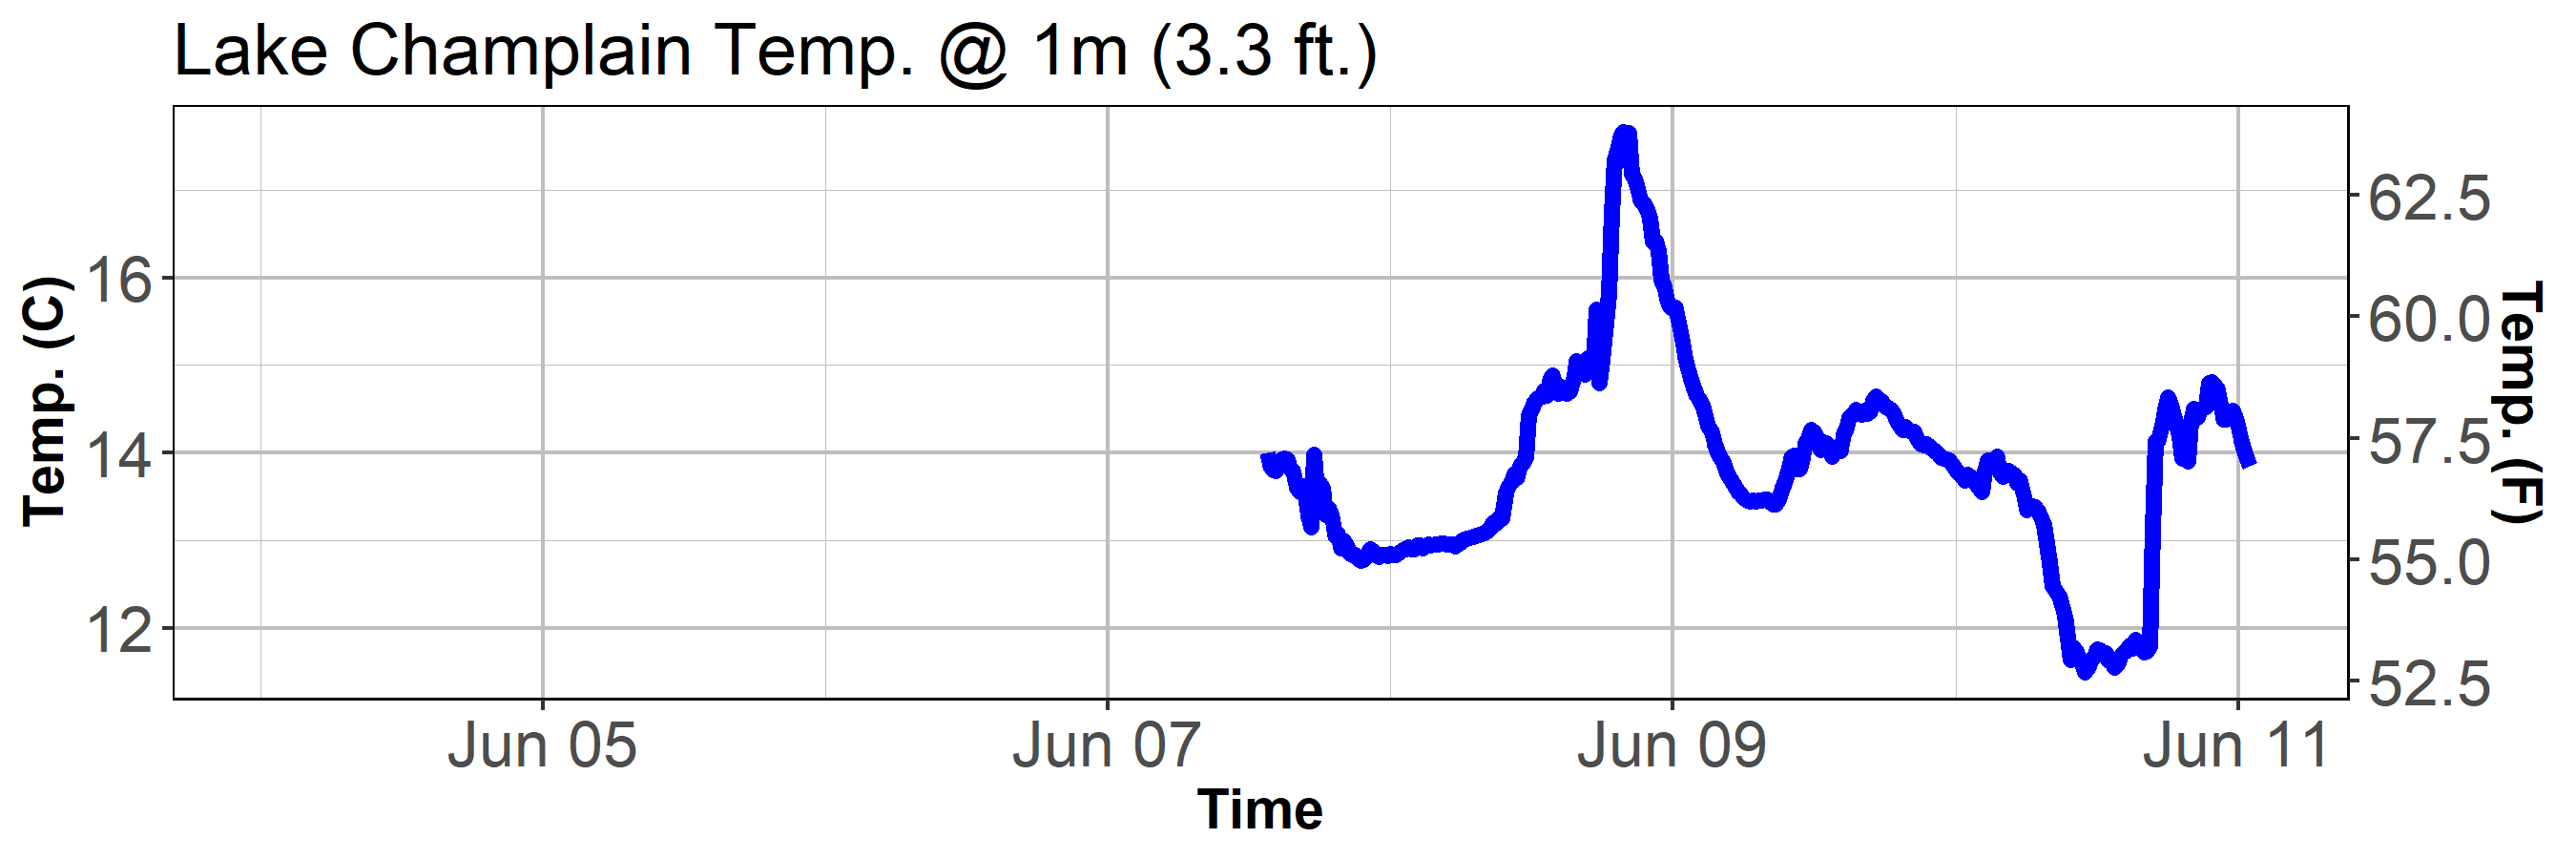 Lake Champlain Temp. @ 1m (3.3 ft.)
Temp. (C)
16
14
12
62.5
60.0
57.5
55.0
52.5
Temp. (F)
Jun 05
Jun 07
Jun 09
Jun 11
Time